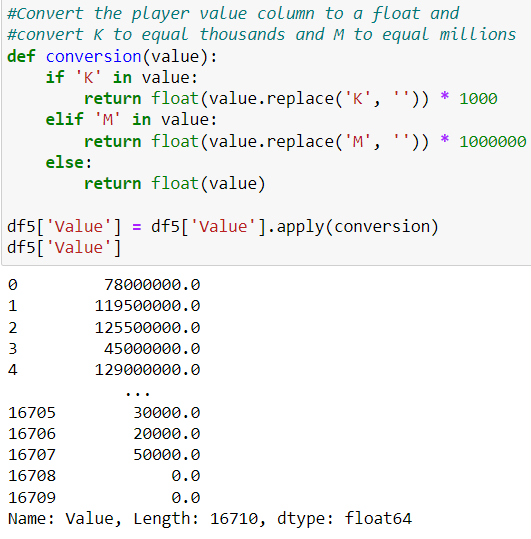 #Convert the player value column to a float and
#convert K to equal thousands and M to equal millions
def conversion(value):
    if 'K' in value:
        return float(value.replace('K', '')) * 1000
    elif 'M' in value:
        return float(value.replace('M', '')) * 1000000
    else:
        return float(value)

df5['Value'] = df5['Value'].apply(conversion)
df5['Value']
0         78000000.0
1        119500000.0
2        125500000.0
3         45000000.0
4        129000000.0
            ...
16705        30000.0
16706        20000.0
16707        50000.0
16708            0.0
16709            0.0
Name: Value, Length: 16710, dtype: float64